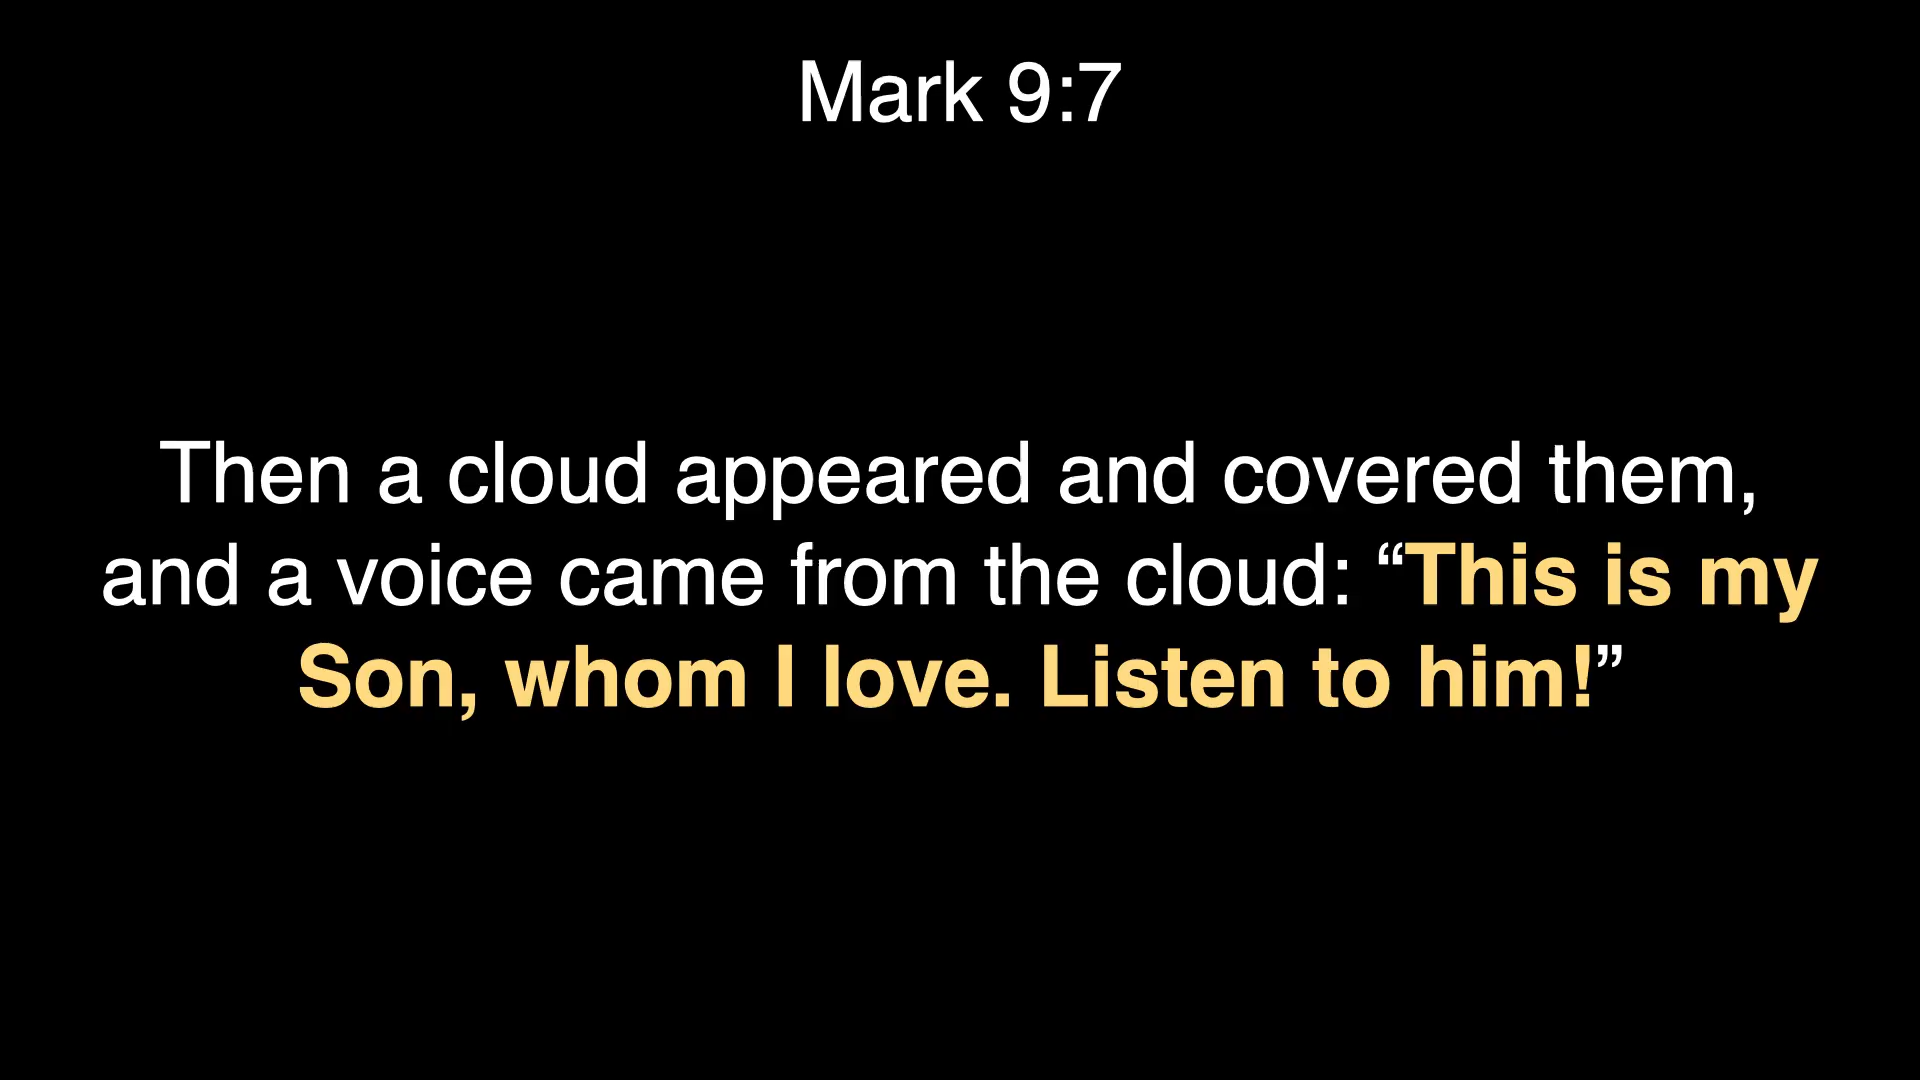 Mark 9:7
Then a cloud appeared and covered them,
and a voice came from the cloud: “This is my
Son, whom I love. Listen to him!”